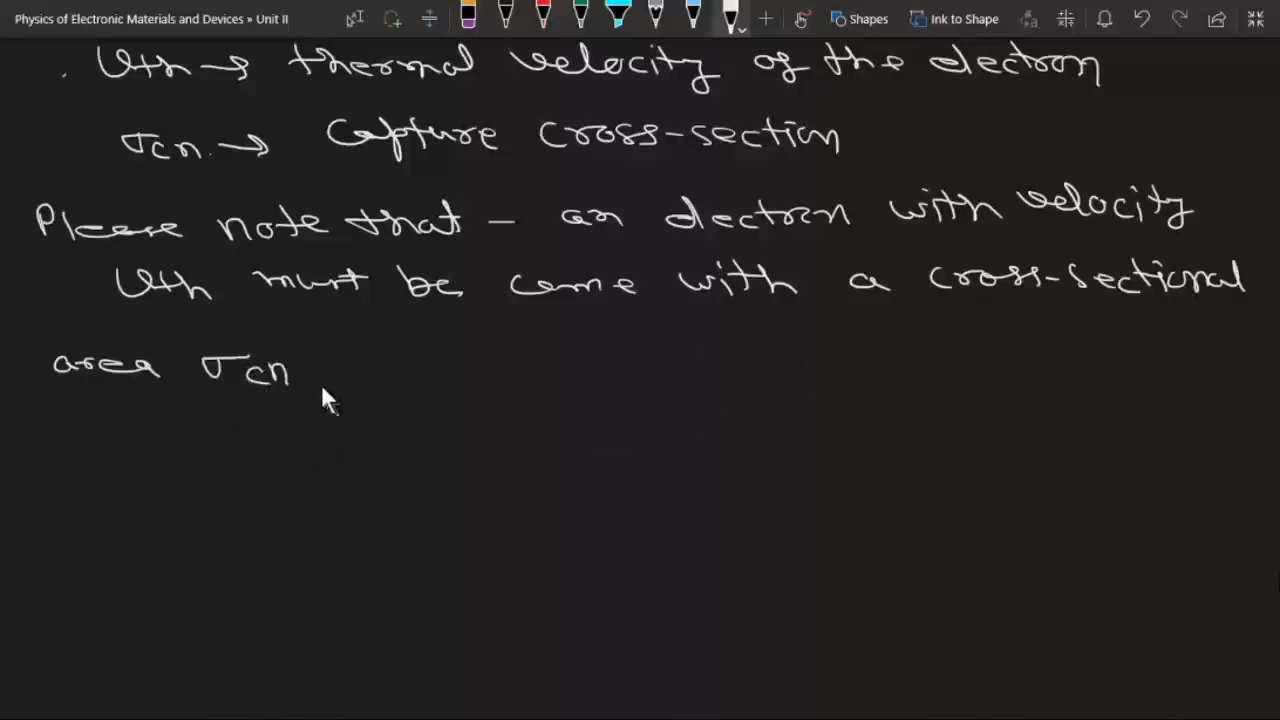 Physics of Electronic Materials and Devices » Unit II
Shapes
Ink to Shape
. Vth → thermal velocity of the electron
σcn. → Capture cross-section
Please note that - an electron with velocity
Vth must be came with a cross-sectional
area σcn